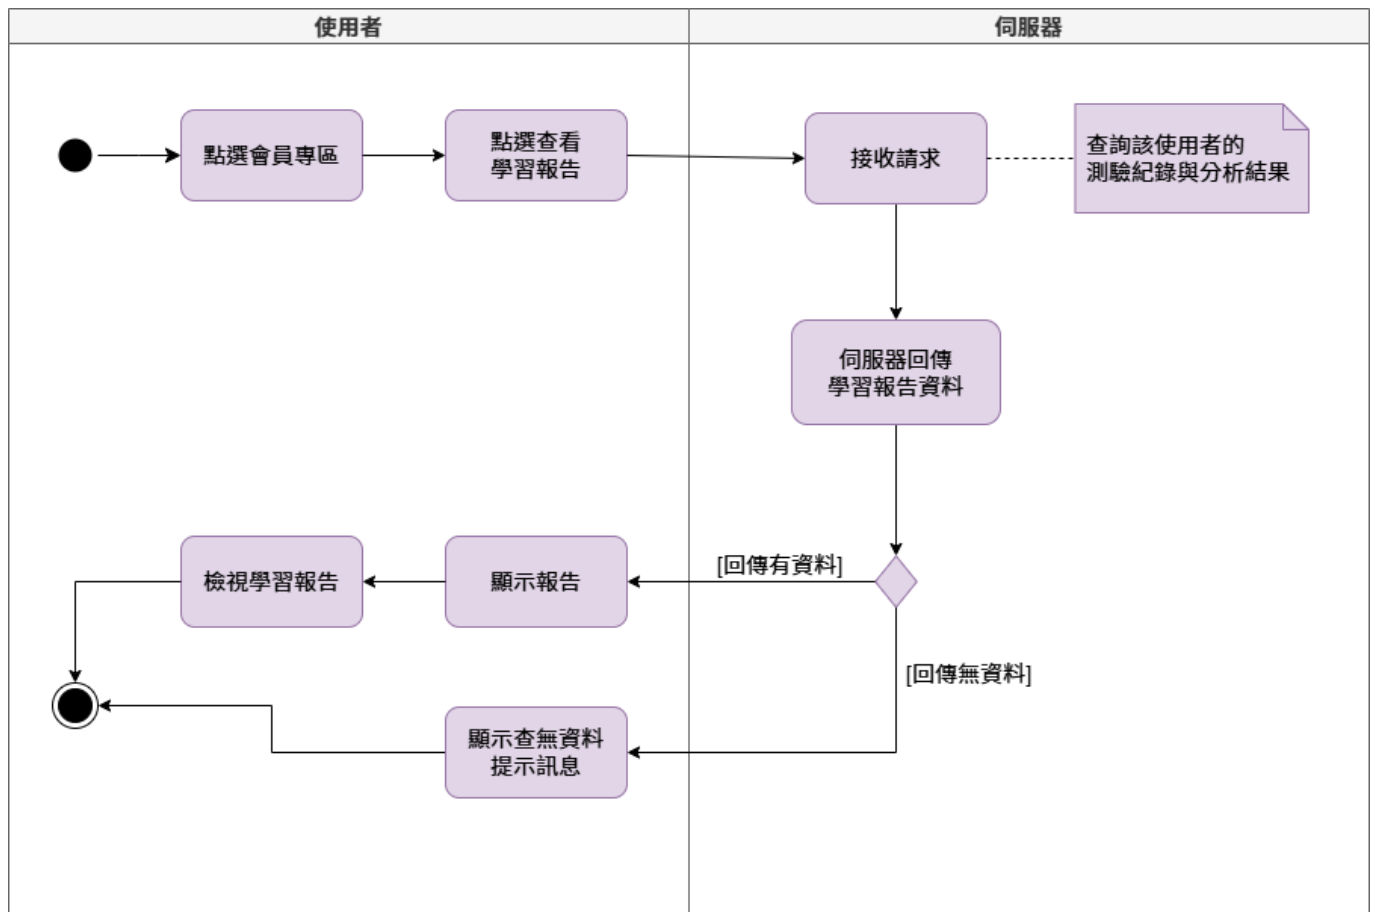 使用者
伺服器
點選會員專區
點選查看
學習報告
接收請求
查詢該使用者的
測驗紀錄與分析結果
伺服器回傳
學習報告資料
[回傳有資料]
檢視學習報告
顯示報告
[回傳無資料]
顯示查無資料
提示訊息